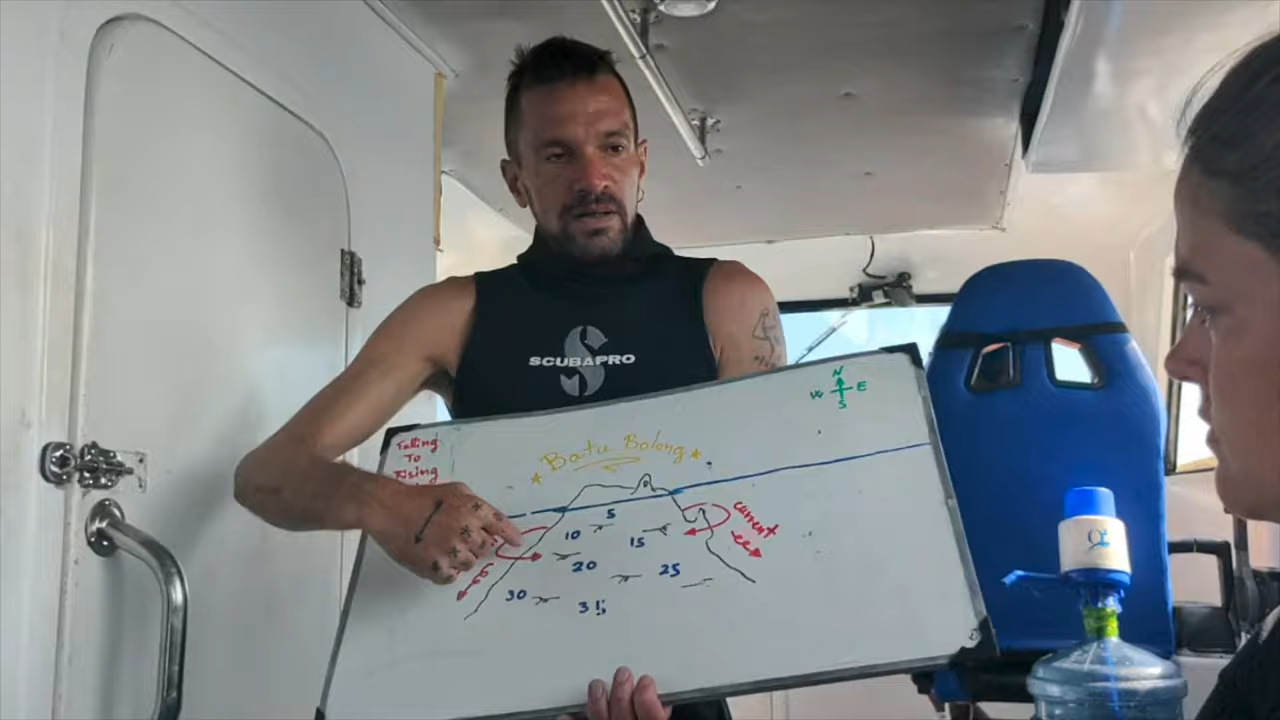 SCUBAPRO
N
W E
S
Falling
To
Rising
Batu Bolong
5
10
15
current
20
25
30
35